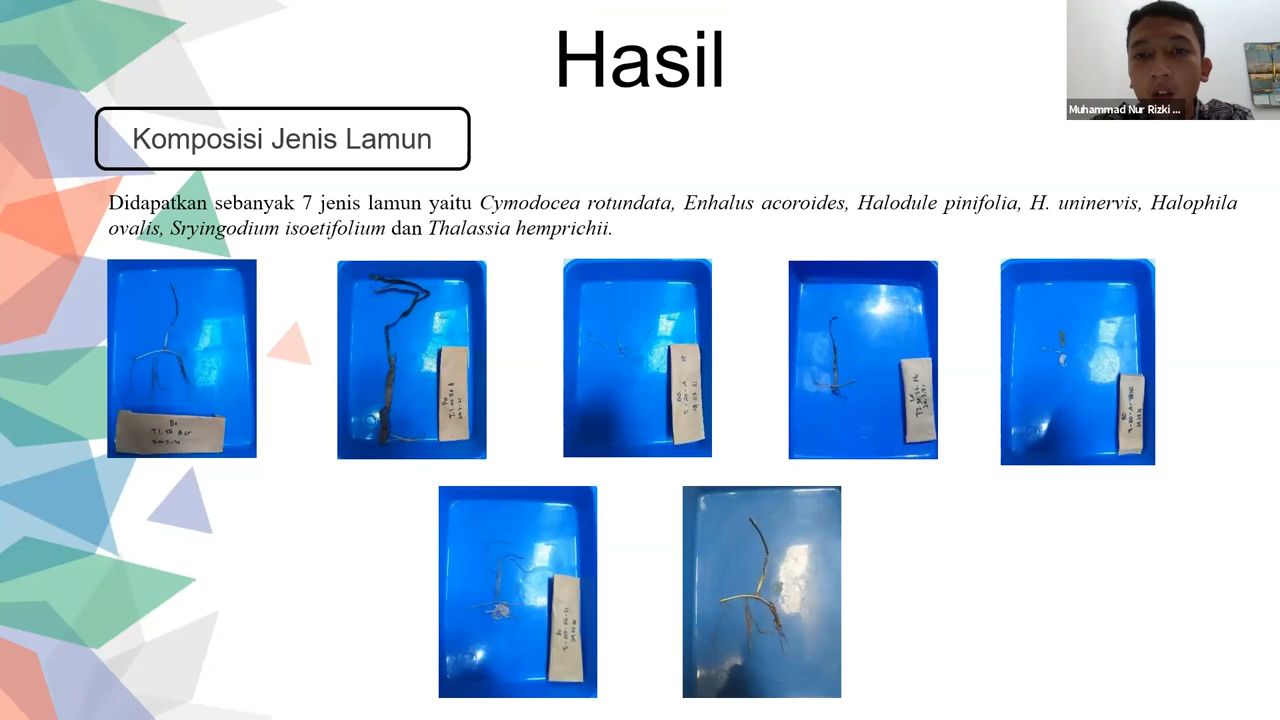 Hasil
Muhammad Nur Rizki ...
Komposisi Jenis Lamun
Didapatkan sebanyak 7 jenis lamun yaitu Cymodocea rotundata, Enhalus acoroides, Halodule pinifolia, H. uninervis, Halophila
ovalis, Sryingodium isoetifolium dan Thalassia hemprichii.